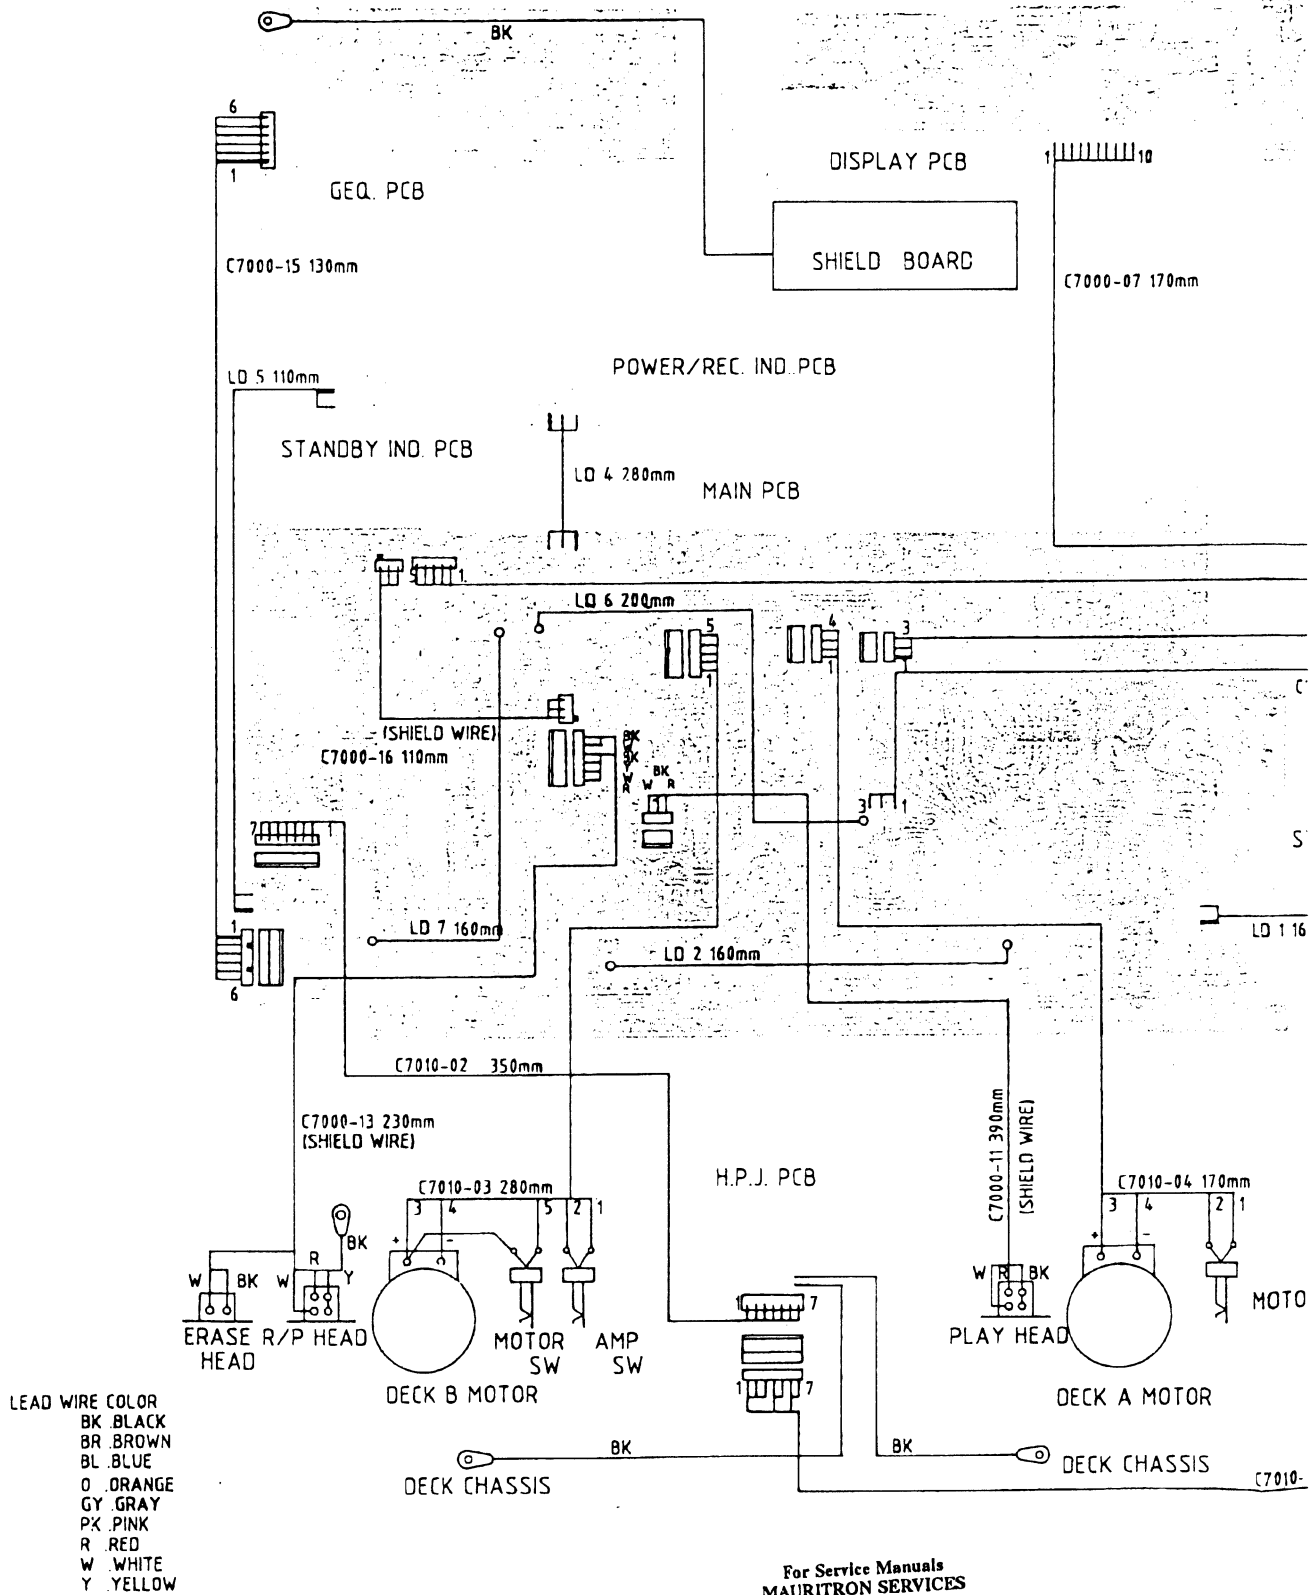 BK
6
1
GEQ. PCB
DISPLAY PCB
1 10
C7000-15 130mm
SHIELD BOARD
C7000-07 170mm
POWER/REC. IND. PCB
LD 5 110mm
STANDBY IND. PCB
LD 4 280mm
MAIN PCB
5 1
LD 6 200mm
5
1
4
1
3
(SHIELD WIRE)
C7000-16 110mm
BK
W
BK
Y
W
R
W BK R
3 1
7 1
1
6
LD 7 160mm
LD 2 160mm
LD 1 16
C7010-02 350mm
C7000-13 230mm
(SHIELD WIRE)
C7000-11 390mm
(SHIELD WIRE)
H.P.J. PCB
C7010-03 280mm
3 4 5 2 1
C7010-04 170mm
3 4 2 1
+ -
+ -
BK
W BK
W R Y
W R BK
ERASE HEAD
R/P HEAD
MOTOR SW
AMP SW
DECK B MOTOR
1 7
1 7
PLAY HEAD
DECK A MOTOR
MOTO
BK
DECK CHASSIS
BK
DECK CHASSIS
C7010-
LEAD WIRE COLOR
BK .BLACK
BR .BROWN
BL .BLUE
O .ORANGE
GY .GRAY
PK .PINK
R .RED
W .WHITE
Y .YELLOW
For Service Manuals
MAURITRON SERVICES